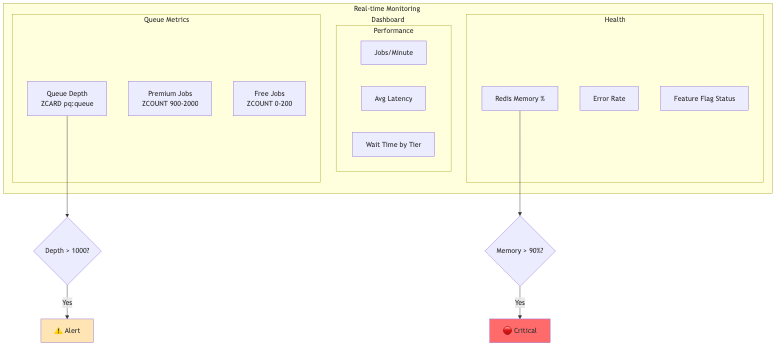 Real-time Monitoring
Dashboard
Queue Metrics
Queue Depth
ZCARD pq:queue
Premium Jobs
ZCOUNT 900-2000
Free Jobs
ZCOUNT 0-200
Performance
Jobs/Minute
Avg Latency
Wait Time by Tier
Health
Redis Memory %
Error Rate
Feature Flag Status
Depth > 1000?
Memory > 90%?
Yes
Yes
⚠️ Alert
🔴 Critical